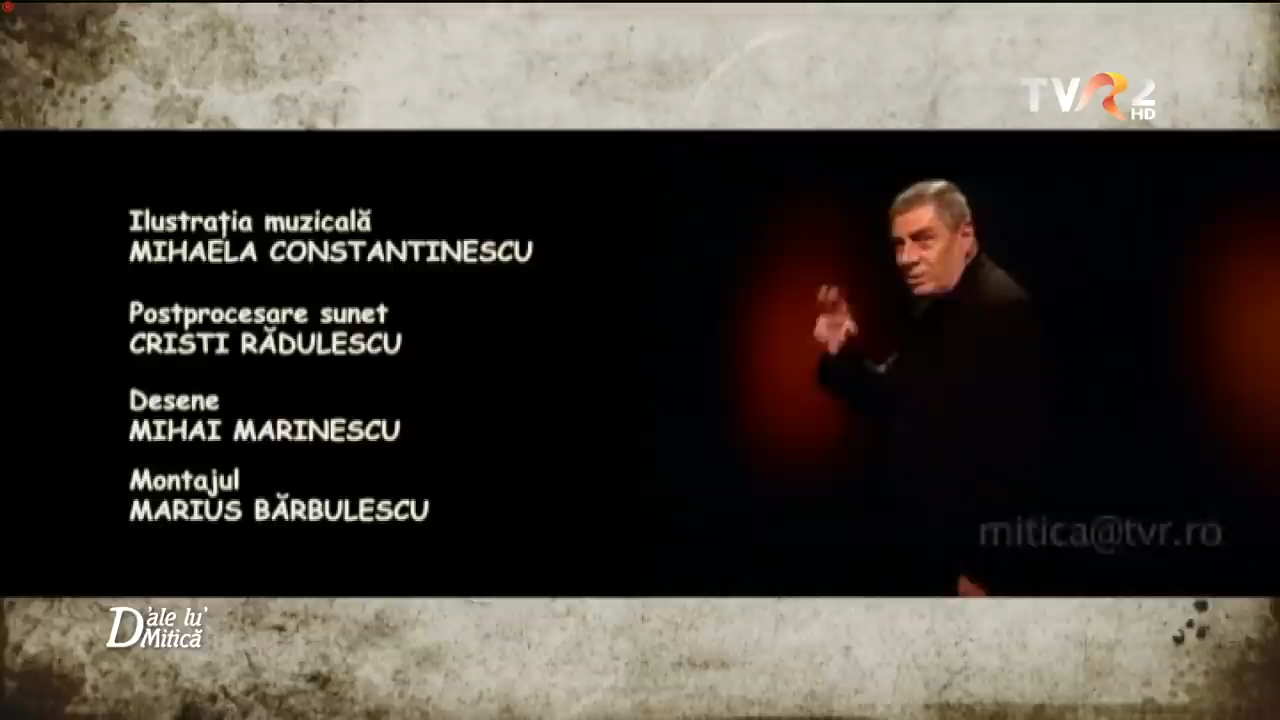 TVR2
HD
Ilustrația muzicală
MIHAELA CONSTANTINESCU
Postprocesare sunet
CRISTI RĂDULESCU
Desene
MIHAI MARINESCU
Montajul
MARIUS BĂRBULESCU
mitica@tvr.ro
D'ale lu'
Mitică